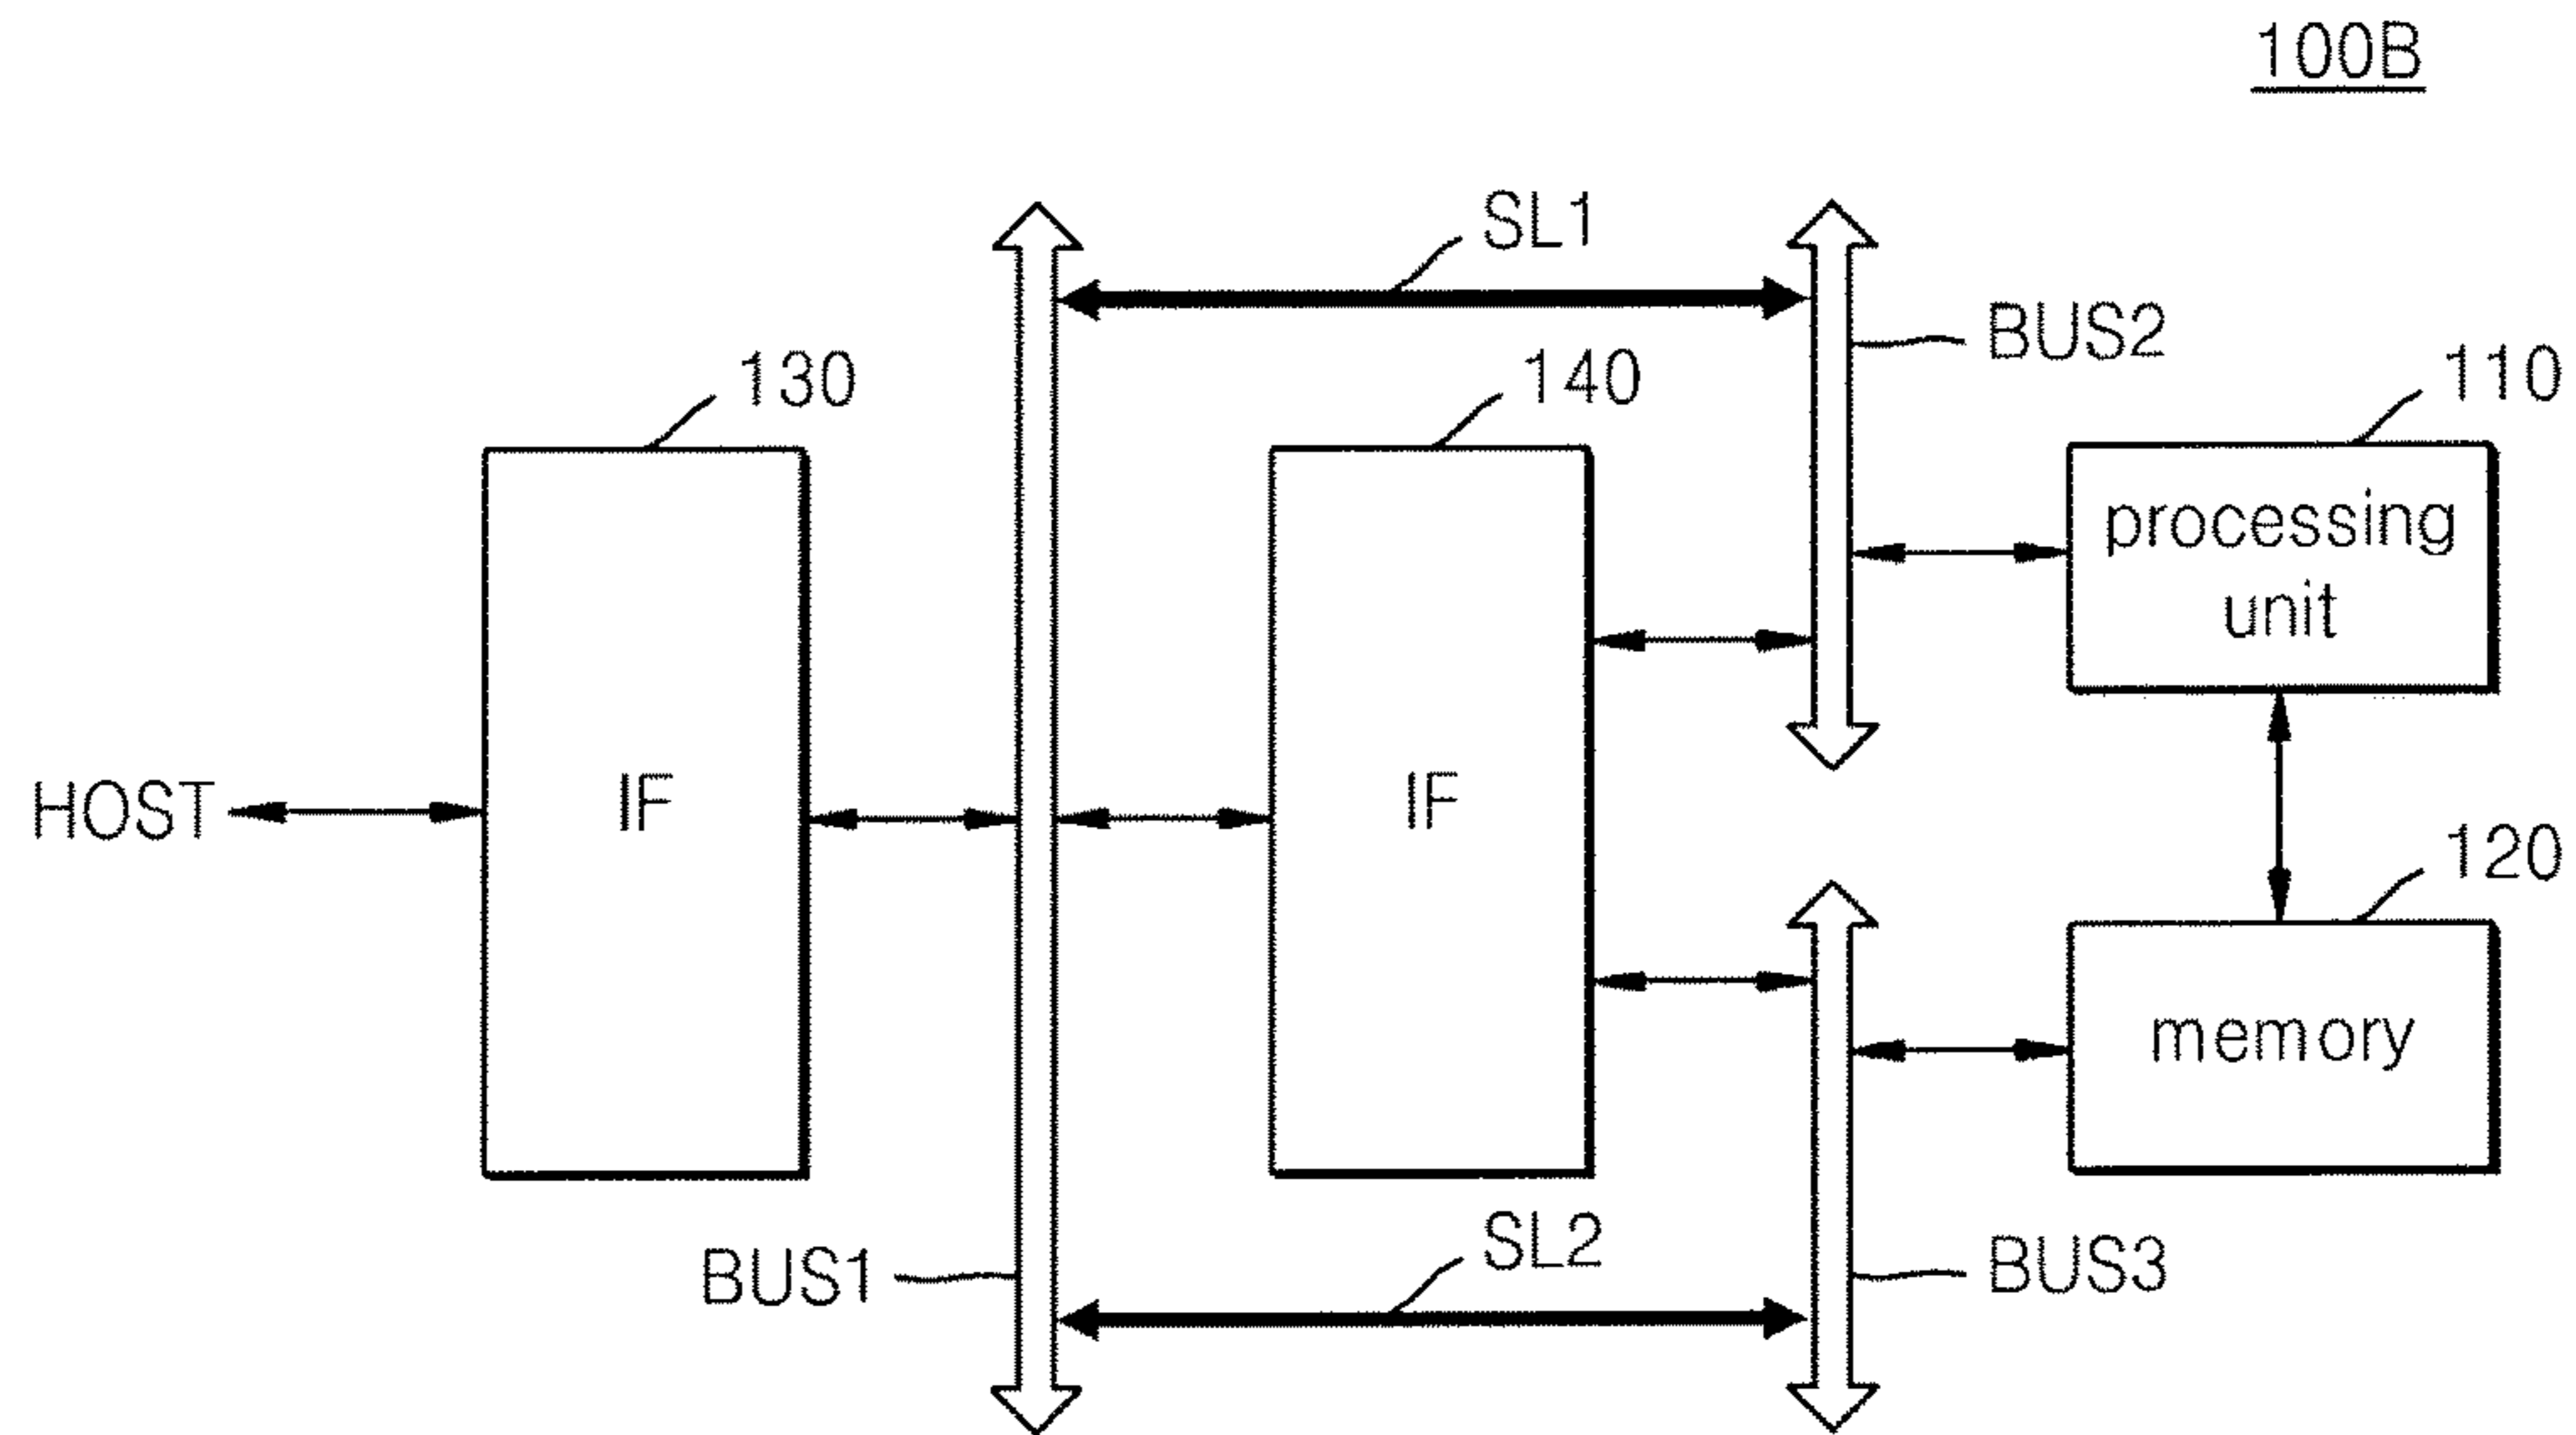 100B
SL1
BUS2
130
140
110
processing
unit
HOST
IF
IF
120
memory
SL2
BUS1
BUS3